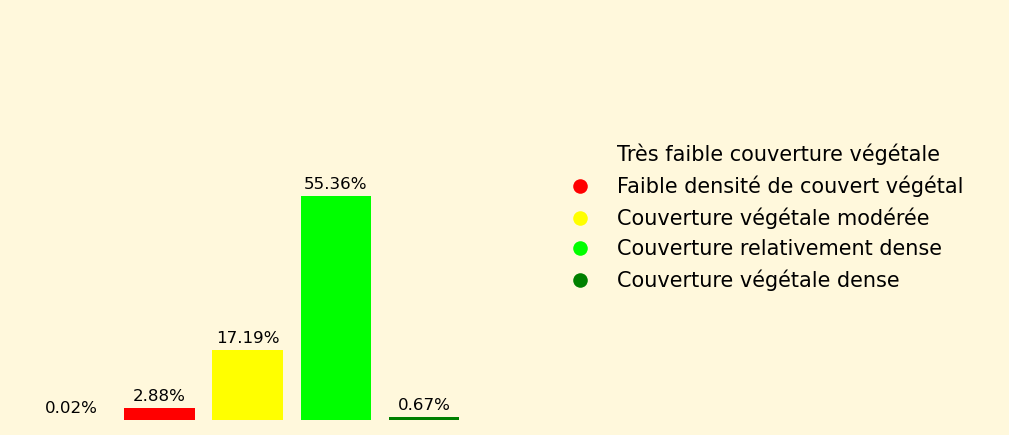 55.36%
17.19%
2.88%
0.67%
0.02%
Très faible couverture végétale
Faible densité de couvert végétal
Couverture végétale modérée
Couverture relativement dense
Couverture végétale dense